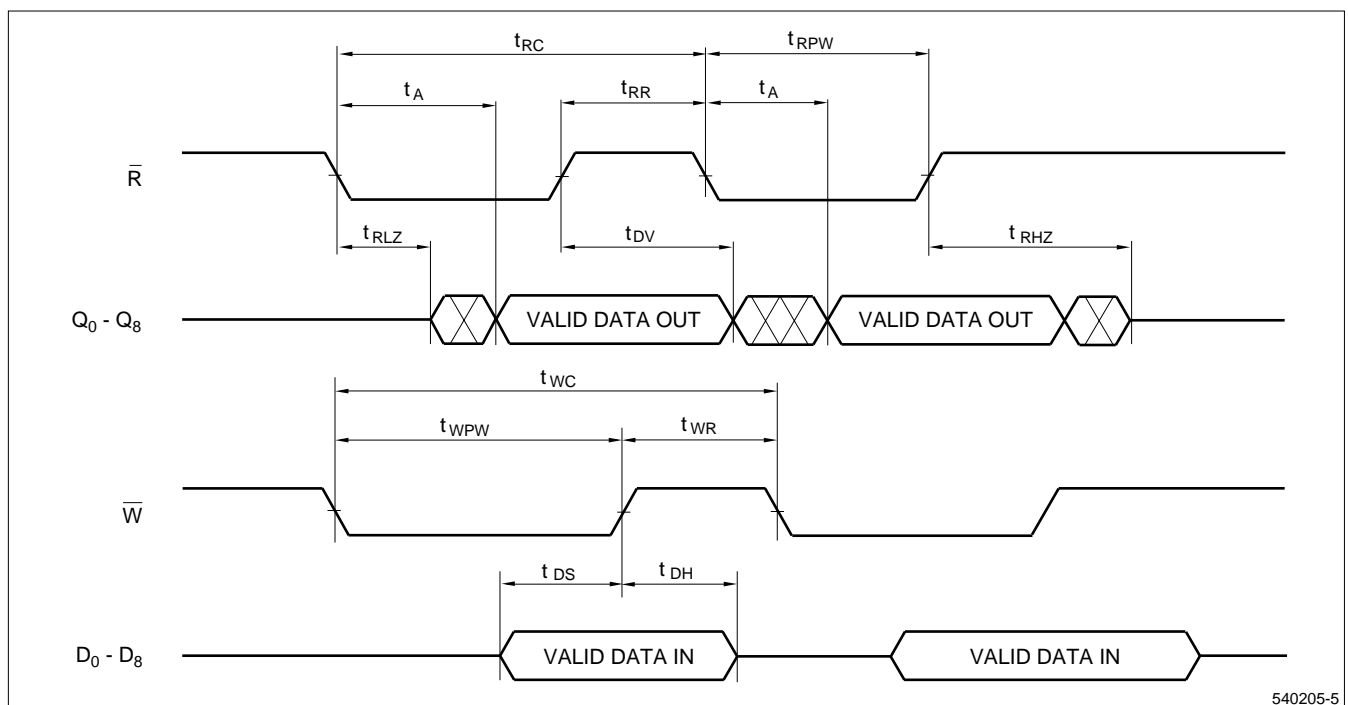 tRC
tRPW
tA
tRR
tA
R̅
tRLZ
tDV
tRHZ
Q0 - Q8
VALID DATA OUT
VALID DATA OUT
tWC
tWPW
tWR
W̅
tDS
tDH
D0 - D8
VALID DATA IN
VALID DATA IN
540205-5